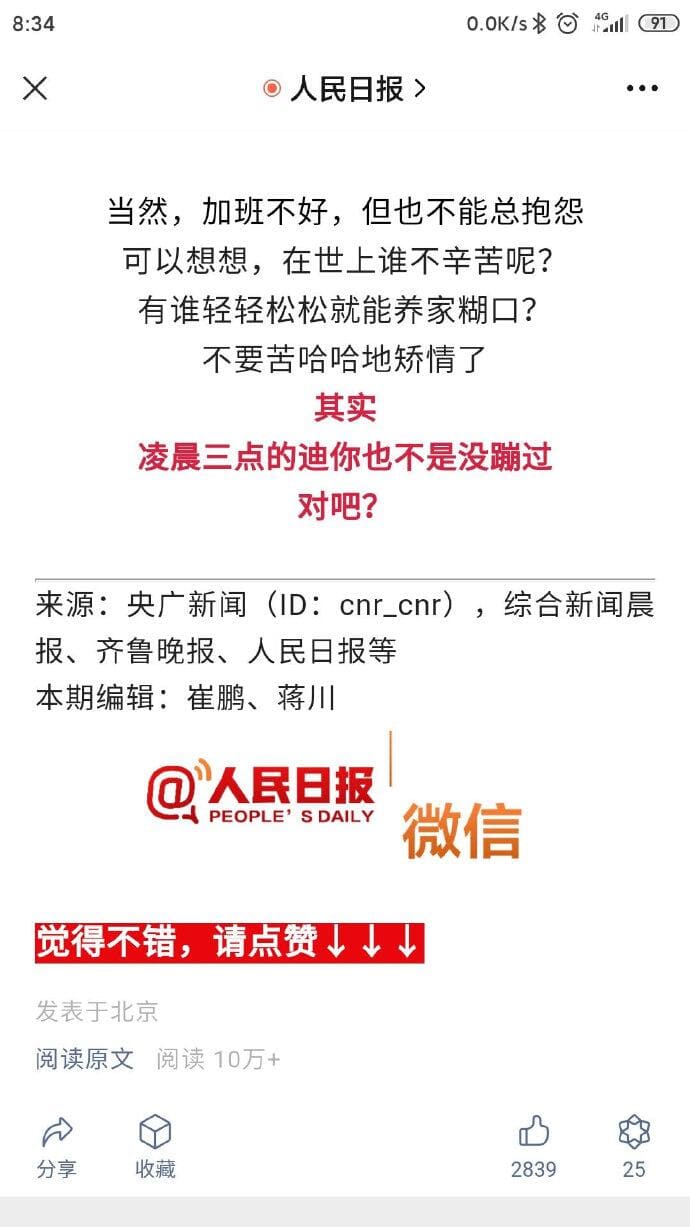 8:34
0.0K/s 4G 91
人民日报
当然，加班不好，但也不能总抱怨
可以想想，在世上谁不辛苦呢？
有谁轻轻松松就能养家糊口？
不要苦哈哈地矫情了
其实
凌晨三点的迪你也不是没蹦过
对吧？
来源：央广新闻（ID：cnr_cnr），综合新闻晨
报、齐鲁晚报、人民日报等
本期编辑：崔鹏、蒋川
@人民日报
PEOPLE'S DAILY
微信
觉得不错，请点赞↓↓↓
发表于北京
阅读原文 阅读 10万+
分享 收藏 2839 25